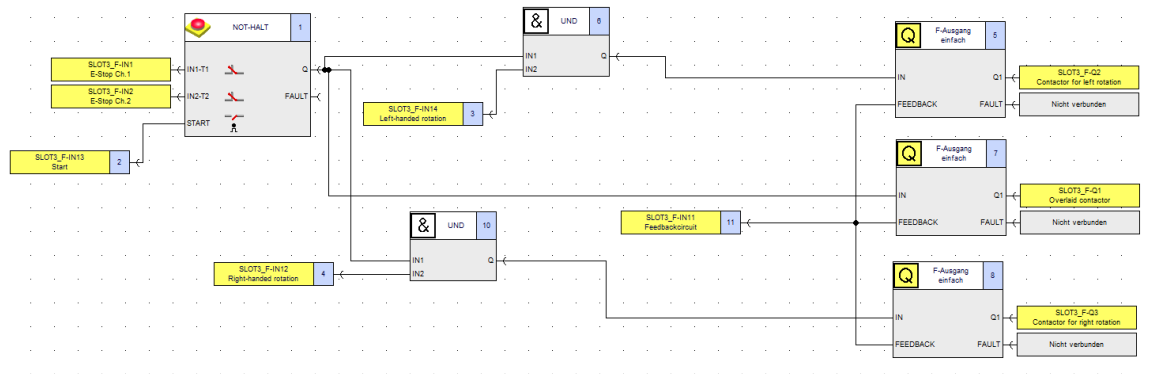 NOT-HALT 1
SLOT3_F-IN1
E-Stop Ch.1
IN1-T1
Q
SLOT3_F-IN2
E-Stop Ch.2
IN2-T2
FAULT
START
SLOT3_F-IN13
Start
2
& UND 6
IN1
Q
IN2
SLOT3_F-IN14
Left-handed rotation
3
Q
F-Ausgang
einfach
5
IN
Q1
SLOT3_F-Q2
Contactor for left rotation
FEEDBACK
FAULT
Nicht verbunden
Q
F-Ausgang
einfach
7
IN
Q1
SLOT3_F-Q1
Overlaid contactor
FEEDBACK
FAULT
Nicht verbunden
SLOT3_F-IN11
Feedbackcircuit
11
& UND 10
IN1
Q
IN2
SLOT3_F-IN12
Right-handed rotation
4
Q
F-Ausgang
einfach
8
IN
Q1
SLOT3_F-Q3
Contactor for right rotation
FEEDBACK
FAULT
Nicht verbunden